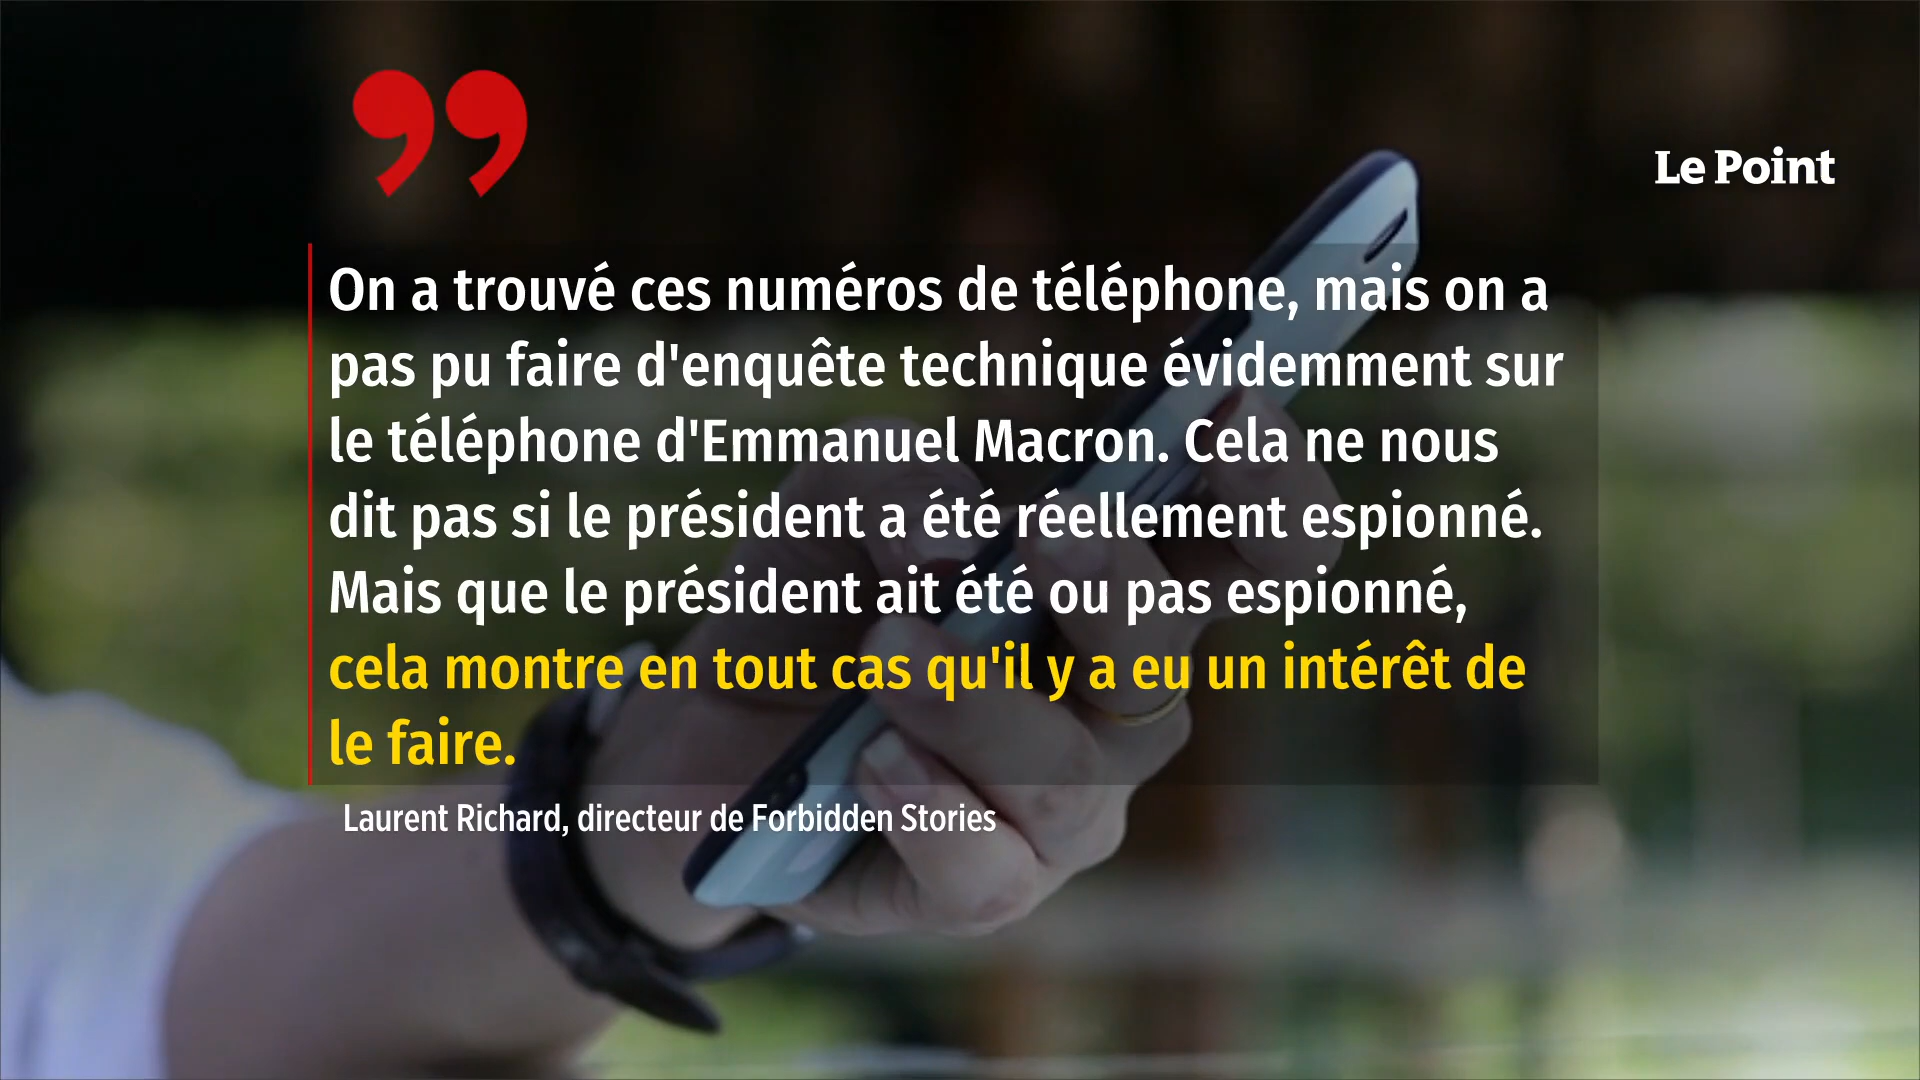 Le Point
On a trouvé ces numéros de téléphone, mais on a
pas pu faire d'enquête technique évidemment sur
le téléphone d'Emmanuel Macron. Cela ne nous
dit pas si le président a été réellement espionné.
Mais que le président ait été ou pas espionné,
cela montre en tout cas qu'il y a eu un intérêt de
le faire.
Laurent Richard, directeur de Forbidden Stories